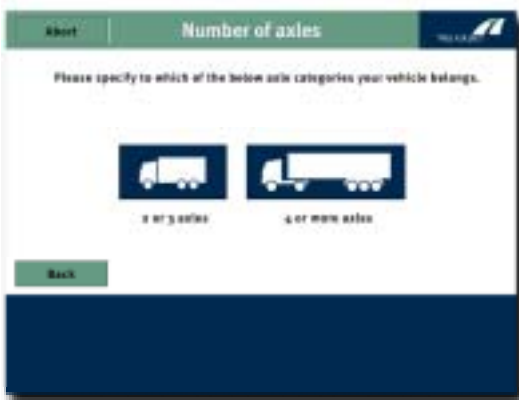 Abort
Number of axles
Please specify to which of the below axle categories your vehicle belongs.
2 or 3 axles
4 or more axles
Back